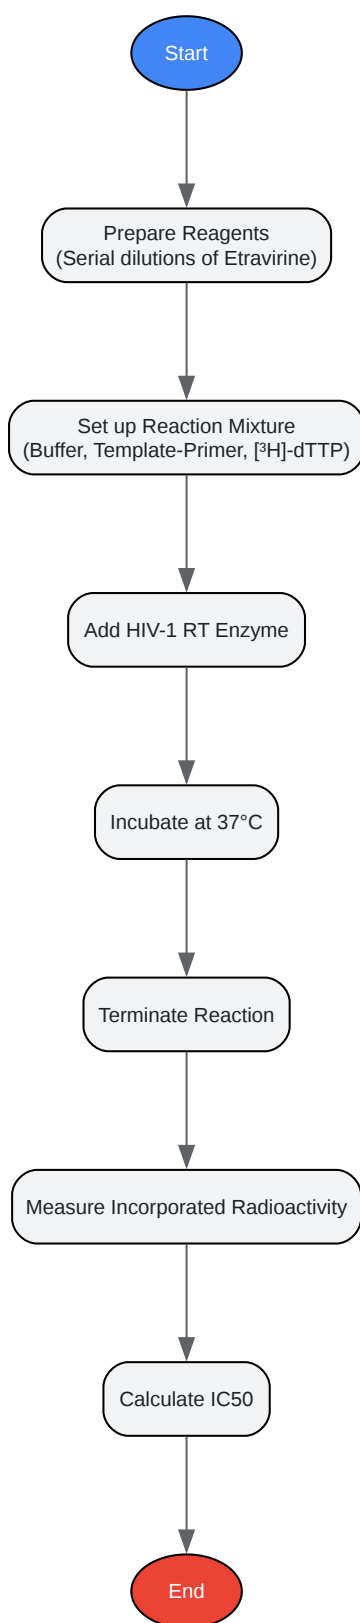 Start
Prepare Reagents
(Serial dilutions of Etravirine)
Set up Reaction Mixture
(Buffer, Template-Primer, [³H]-dTTP)
Add HIV-1 RT Enzyme
Incubate at 37°C
Terminate Reaction
Measure Incorporated Radioactivity
Calculate IC50
End